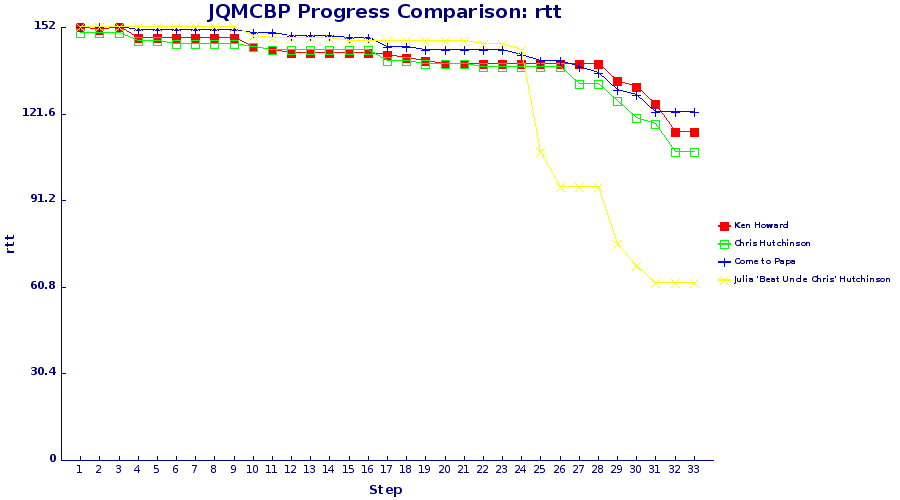 JQMCBP Progress Comparison: rtt
152
121.6
91.2
60.8
30.4
0
rtt
1 2 3 4 5 6 7 8 9 10 11 12 13 14 15 16 17 18 19 20 21 22 23 24 25 26 27 28 29 30 31 32 33
Step
Ken Howard
Chris Hutchinson
Come to Papa
Julia 'Beat Unde Chris' Hutchinson